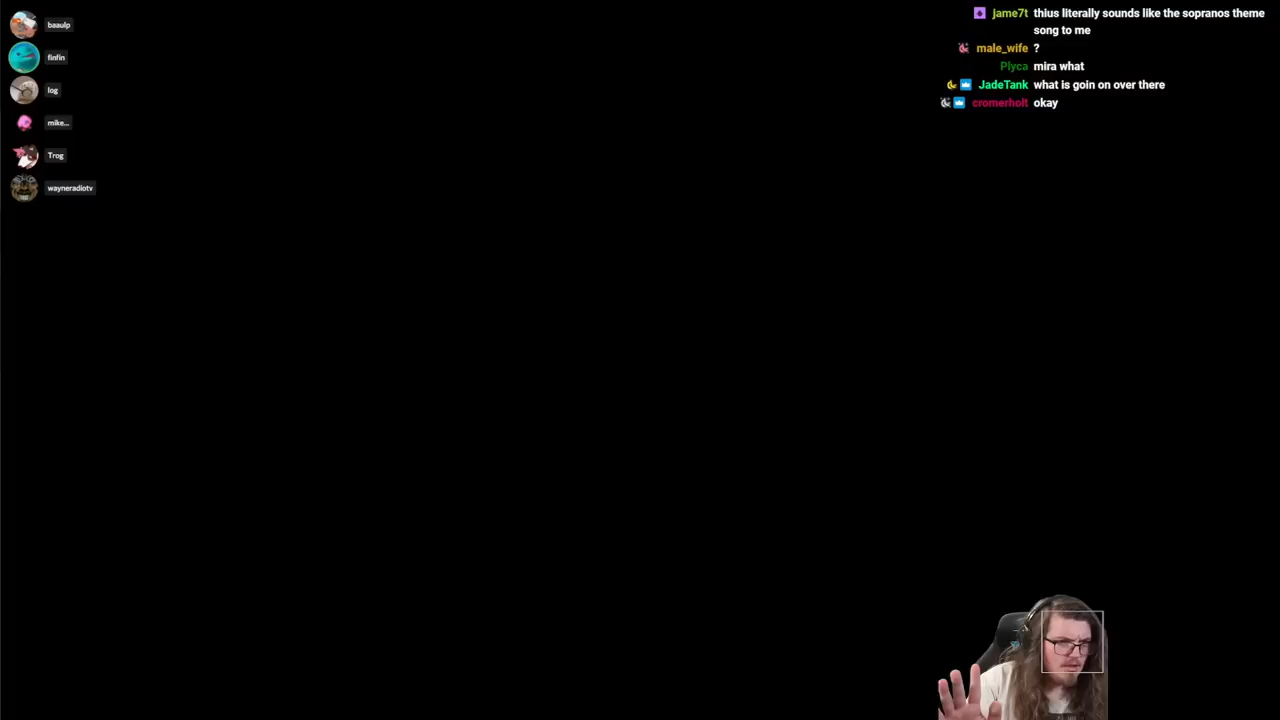 baaulp
finfin
log
mike...
Trog
wayneradiotv
jame7t thius literally sounds like the sopranos theme
song to me
male_wife ?
Plyca mira what
JadeTank what is goin on over there
cromerholt okay